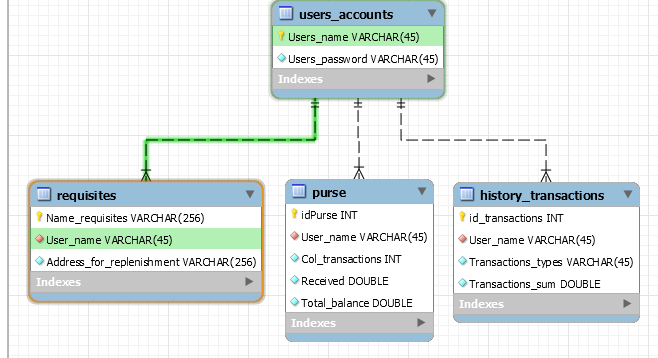 users_accounts
Users_name VARCHAR(45)
Users_password VARCHAR(45)
Indexes
requisites
Name_requisites VARCHAR(256)
User_name VARCHAR(45)
Address_for_replenishment VARCHAR(256)
Indexes
purse
idPurse INT
User_name VARCHAR(45)
Col_transactions INT
Received DOUBLE
Total_balance DOUBLE
Indexes
history_transactions
id_transactions INT
User_name VARCHAR(45)
Transactions_types VARCHAR(45)
Transactions_sum DOUBLE
Indexes